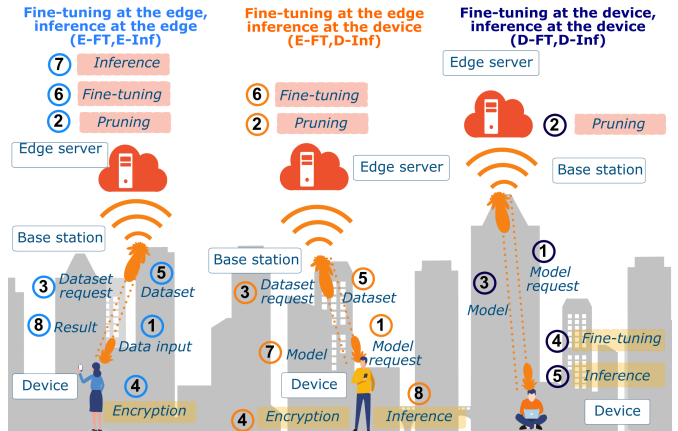 Fine-tuning at the edge,
inference at the edge
(E-FT,E-Inf)
7 Inference
6 Fine-tuning
2 Pruning
Edge server
Base station
3 Dataset
request
5 Dataset
8 Result
1 Data input
Device
4 Encryption
Fine-tuning at the edge
inference at the device
(E-FT,D-Inf)
6 Fine-tuning
2 Pruning
Edge server
Base station
3 Dataset
request
5 Dataset
1 Model
request
7 Model
Device
8 Inference
4 Encryption
Fine-tuning at the device,
inference at the device
(D-FT,D-Inf)
Edge server
2 Pruning
Base station
1 Model
request
3 Model
4 Fine-tuning
5 Inference
Device